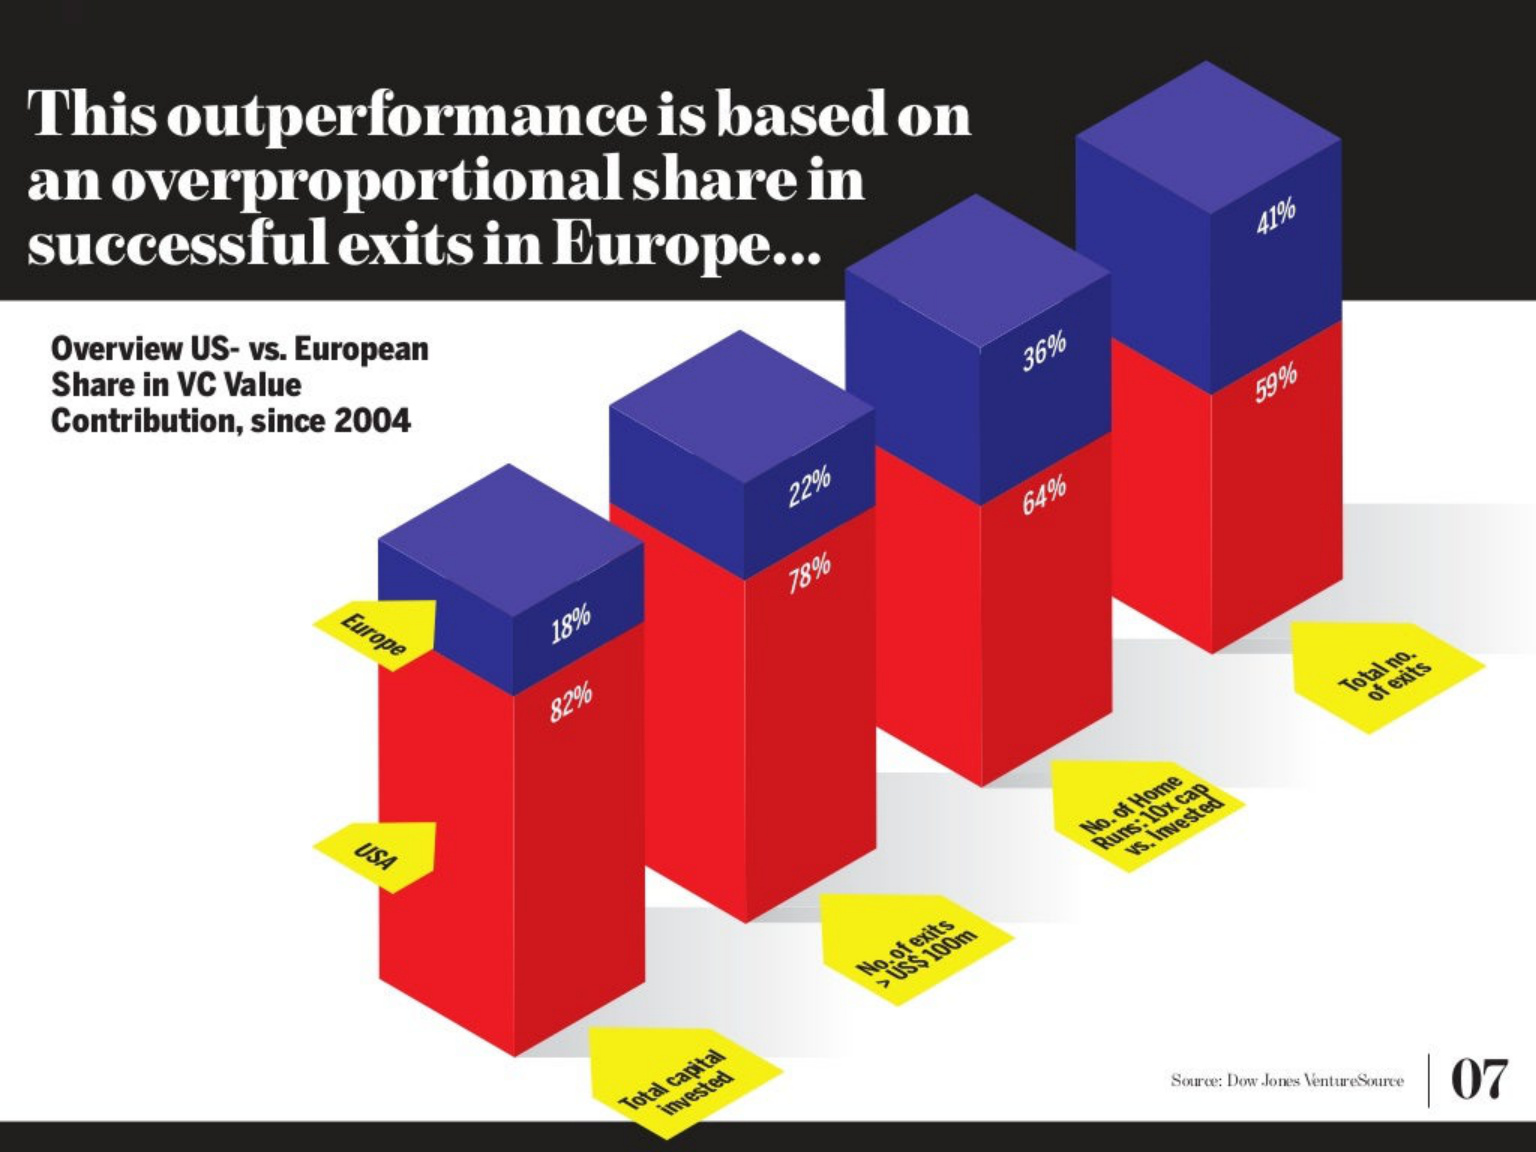 This outperformance is based on
an overproportional share in
successful exits in Europe...
Overview US- vs. European
Share in VC Value
Contribution, since 2004
41%
59%
36%
64%
22%
78%
18%
82%
Europe
USA
Total no.
of exits
No. of Home
Runs: 10x cap
vs. invested
No. of exits
> US$ 100m
Total capital
invested
Source: Dow Jones VentureSource
07